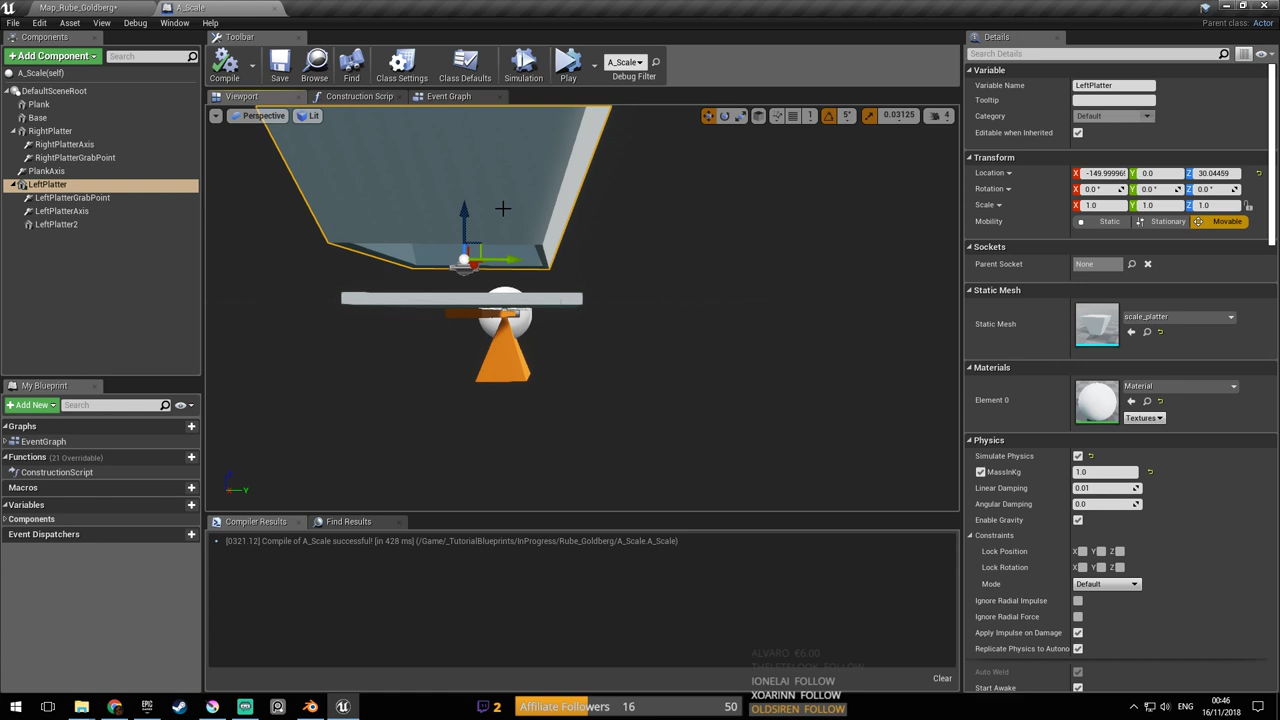 Map_Rube_Goldberg*
A_Scale
Parent class: Actor
File Edit Asset View Debug Window Help
Components
+ Add Component
Search
A_Scale(self)
DefaultSceneRoot
Plank
Base
RightPlatter
RightPlatterAxis
RightPlatterGrabPoint
PlankAxis
LeftPlatter
LeftPlatterGrabPoint
LeftPlatterAxis
LeftPlatter2
My Blueprint
+ Add New
Search
Graphs
EventGraph
Functions (21 Overridable)
ConstructionScript
Macros
Variables
Components
Event Dispatchers
Toolbar
Compile
Save
Browse
Find
Class Settings
Class Defaults
Simulation
Play
A_Scale
Debug Filter
Viewport
Construction Scrip
Event Graph
Perspective
Lit
1
5°
0.03125
4
Y
Compiler Results
Find Results
[0321.12] Compile of A_Scale successful! [in 428 ms] (/Game/_TutorialBlueprints/InProgress/Rube_Goldberg/A_Scale.A_Scale)
Clear
Details
Search Details
Variable
Variable Name LeftPlatter
Tooltip
Category Default
Editable when Inherited
Transform
Location X -149.99996 Y 0.0 Z 30.04459
Rotation X 0.0 ° Y 0.0 ° Z 0.0 °
Scale X 1.0 Y 1.0 Z 1.0
Mobility Static Stationary Movable
Sockets
Parent Socket None
Static Mesh
Static Mesh scale_platter
Materials
Element 0 Material
Textures
Physics
Simulate Physics
MassInKg 1.0
Linear Damping 0.01
Angular Damping 0.0
Enable Gravity
Constraints
Lock Position X Y Z
Lock Rotation X Y Z
Mode Default
Ignore Radial Impulse
Ignore Radial Force
Apply Impulse on Damage
Replicate Physics to Autono
Auto Weld
Start Awake
ALVARO €6.00
THELETELOOK FOLLOW
IONELAI FOLLOW
XOARINN FOLLOW
OLDSIREN FOLLOW
2
Affiliate Followers 16 50
00:46
16/11/2018